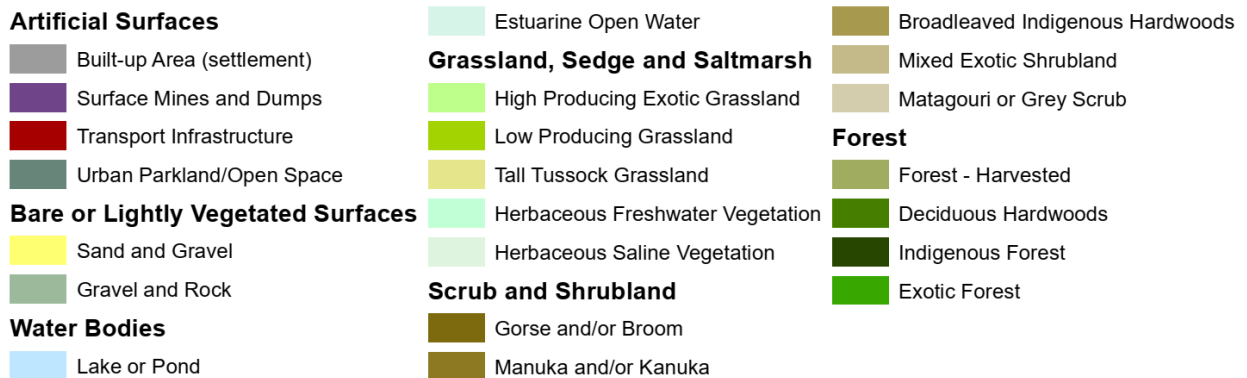 Artificial Surfaces
Built-up Area (settlement)
Surface Mines and Dumps
Transport Infrastructure
Urban Parkland/Open Space
Bare or Lightly Vegetated Surfaces
Sand and Gravel
Gravel and Rock
Water Bodies
Lake or Pond
Estuarine Open Water
Grassland, Sedge and Saltmarsh
High Producing Exotic Grassland
Low Producing Grassland
Tall Tussock Grassland
Herbaceous Freshwater Vegetation
Herbaceous Saline Vegetation
Scrub and Shrubland
Gorse and/or Broom
Manuka and/or Kanuka
Broadleaved Indigenous Hardwoods
Mixed Exotic Shrubland
Matagouri or Grey Scrub
Forest
Forest - Harvested
Deciduous Hardwoods
Indigenous Forest
Exotic Forest